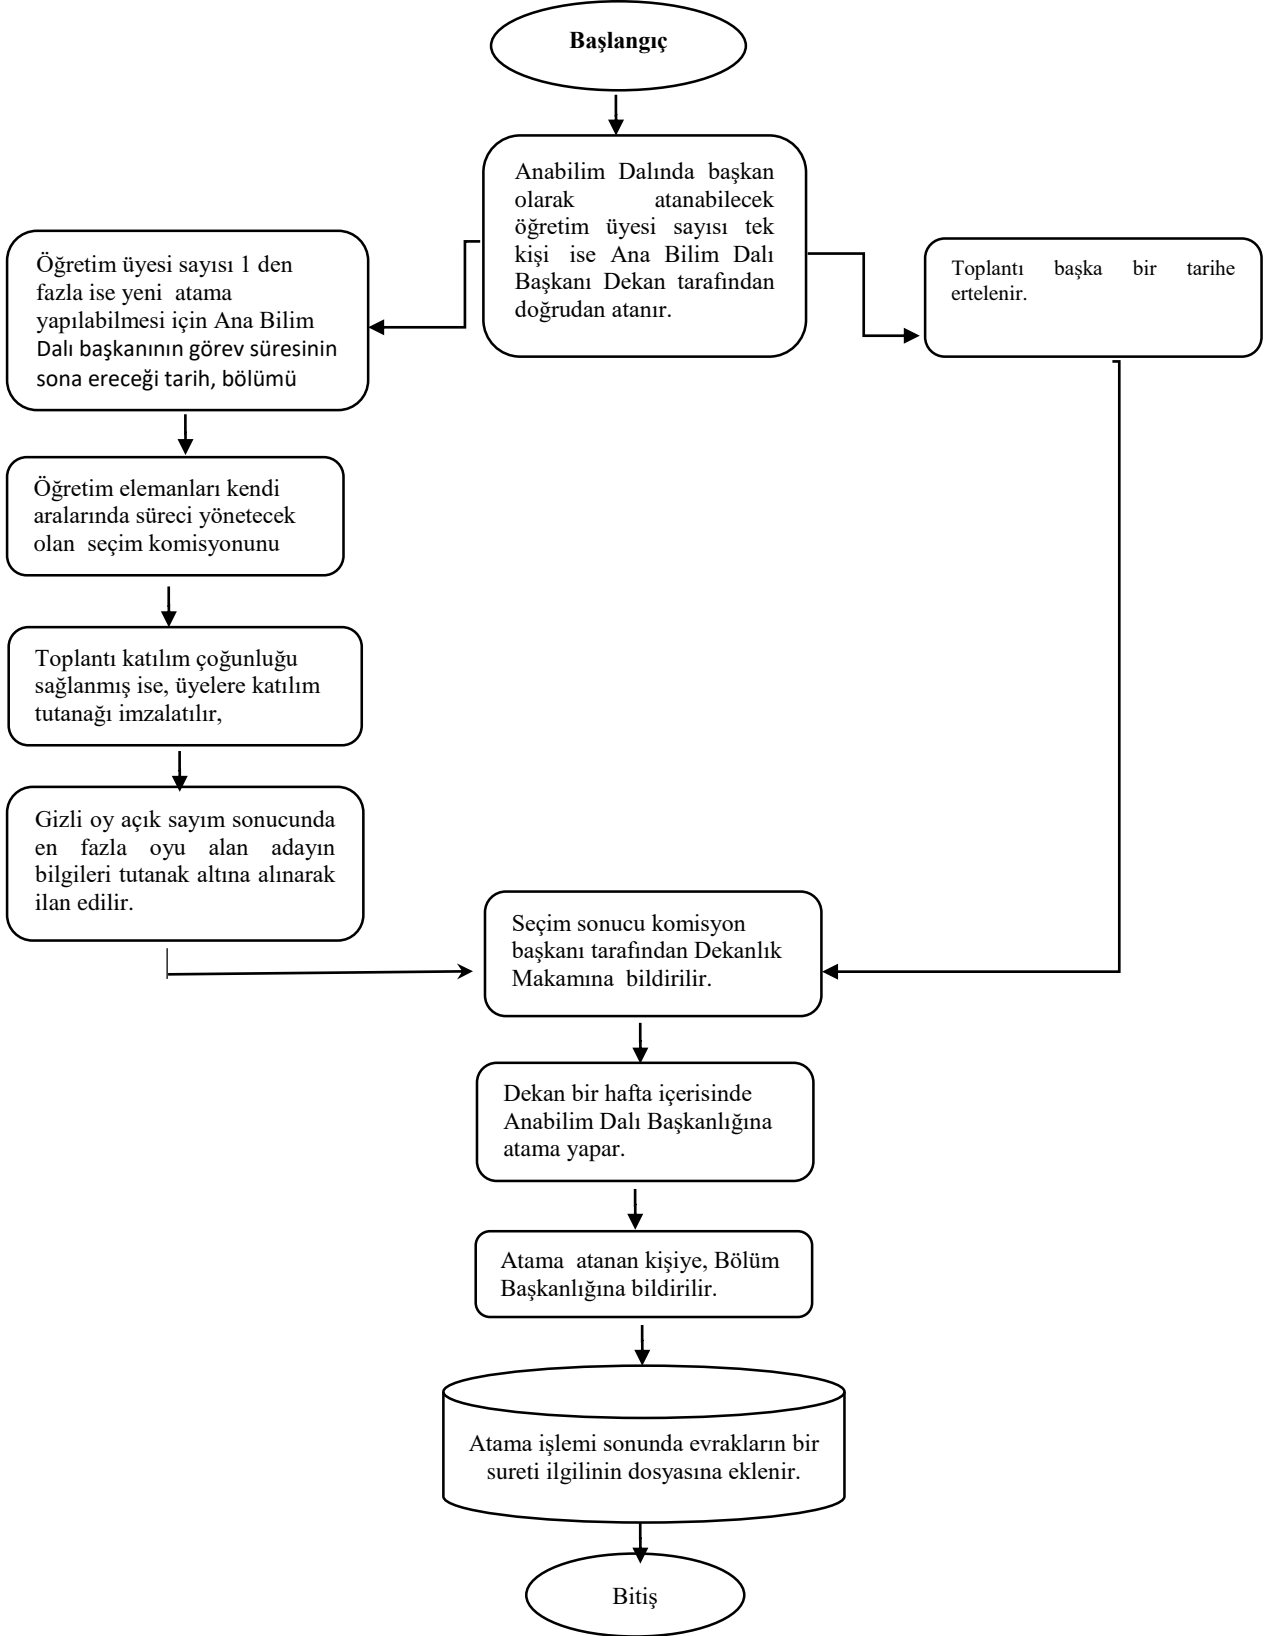 Başlangıç
Anabilim Dalında başkan
olarak atanabilecek
öğretim üyesi sayısı tek
kişi ise Ana Bilim Dalı
Başkanı Dekan tarafından
doğrudan atanır.
Öğretim üyesi sayısı 1 den
fazla ise yeni atama
yapılabilmesi için Ana Bilim
Dalı başkanının görev süresinin
sona ereceği tarih, bölümü
Toplantı başka bir tarihe
ertelenir.
Öğretim elemanları kendi
aralarında süreci yönetecek
olan seçim komisyonunu
Toplantı katılım çoğunluğu
sağlanmış ise, üyelere katılım
tutanağı imzalatılır,
Gizli oy açık sayım sonucunda
en fazla oyu alan adayın
bilgileri tutanak altına alınarak
ilan edilir.
Seçim sonucu komisyon
başkanı tarafından Dekanlık
Makamına bildirilir.
Dekan bir hafta içerisinde
Anabilim Dalı Başkanlığına
atama yapar.
Atama atanan kişiye, Bölüm
Başkanlığına bildirilir.
Atama işlemi sonunda evrakların bir
sureti ilgilinin dosyasına eklenir.
Bitiş